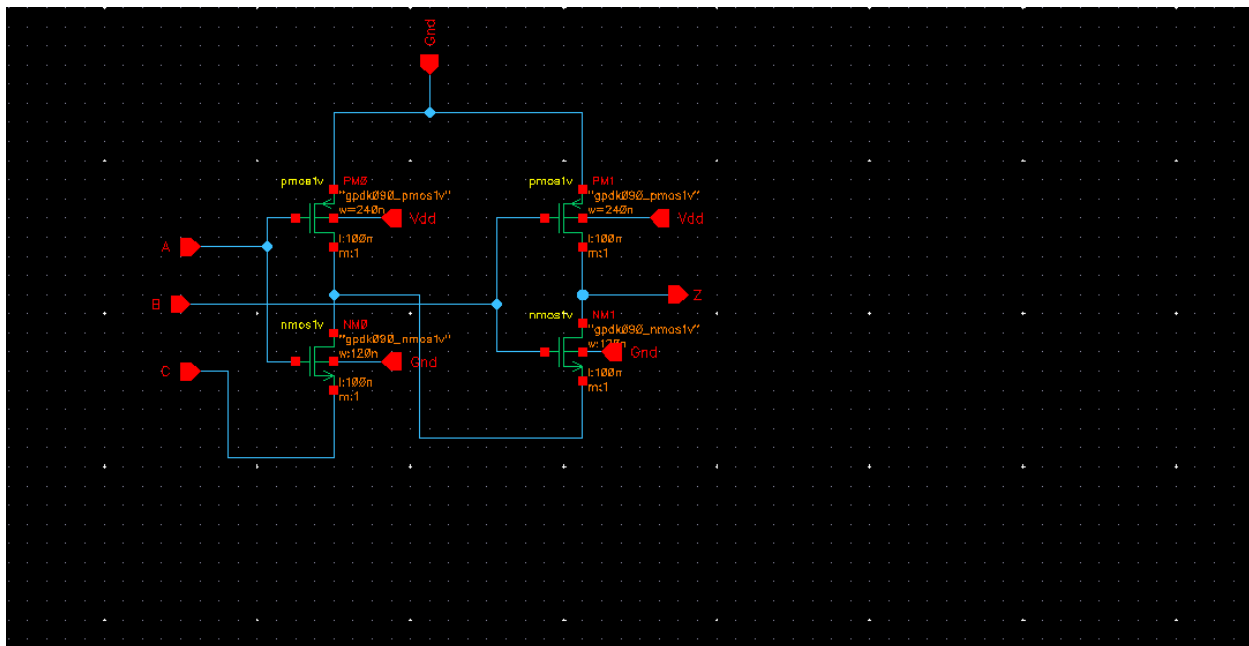 Gnd
pmos1v PM0
"gpdk090_pmos1v"
w=240n
Vdd
l:100n
m:1
pmos1v PM1
"gpdk090_pmos1v"
w=240n
Vdd
l:100n
m:1
A
B
Z
nmos1v NM0
"gpdk090_nmos1v"
w:120n
Gnd
l:100n
m:1
nmos1v NM1
"gpdk090_nmos1v"
w:120n
Gnd
l:100n
m:1
C